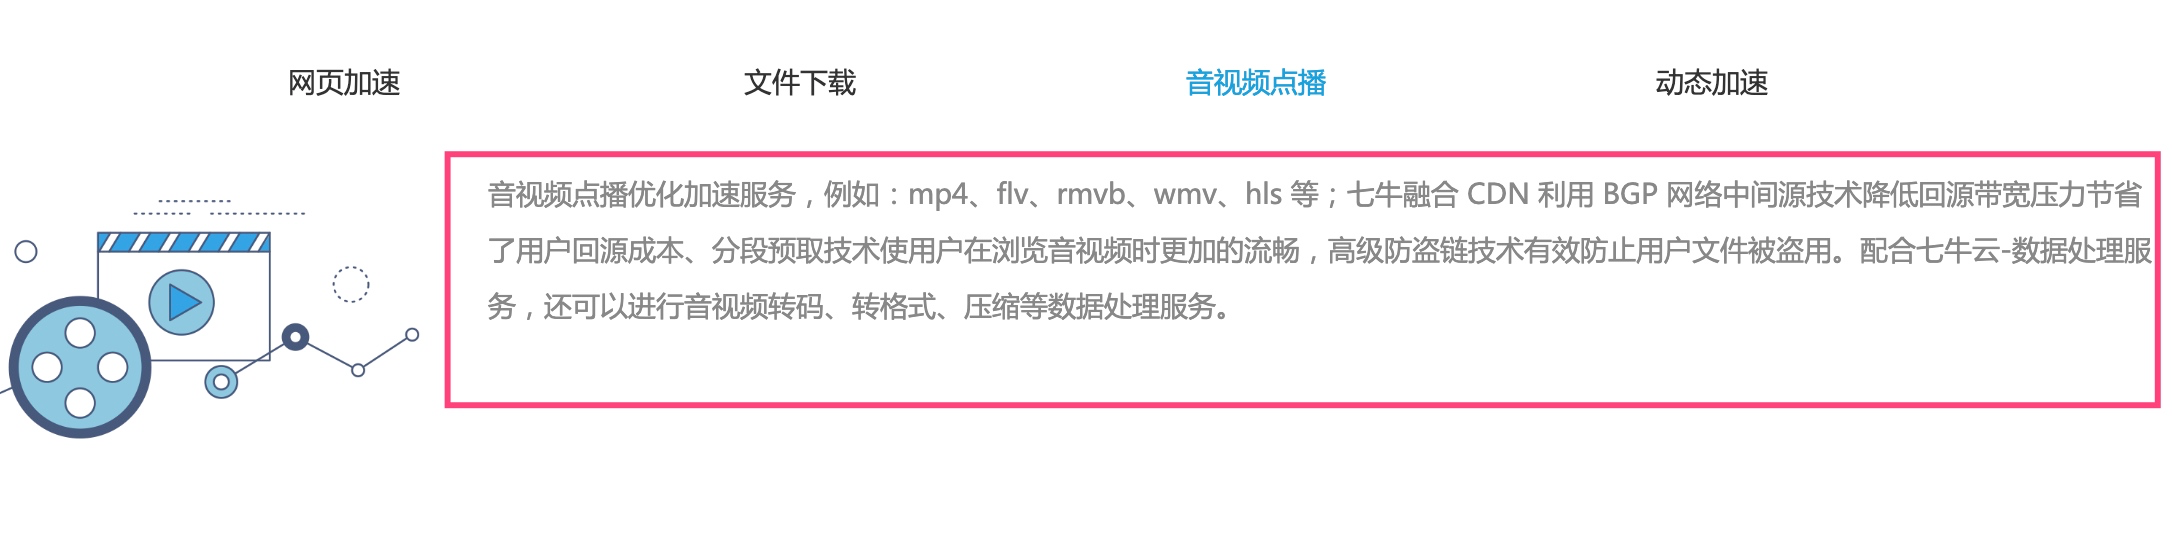 网页加速 文件下载 音视频点播 动态加速
音视频点播优化加速服务，例如：mp4、flv、rmvb、wmv、hls 等；七牛融合 CDN 利用 BGP 网络中间源技术降低回源带宽压力节省
了用户回源成本、分段预取技术使用户在浏览音视频时更加的流畅，高级防盗链技术有效防止用户文件被盗用。配合七牛云-数据处理服
务，还可以进行音视频转码、转格式、压缩等数据处理服务。